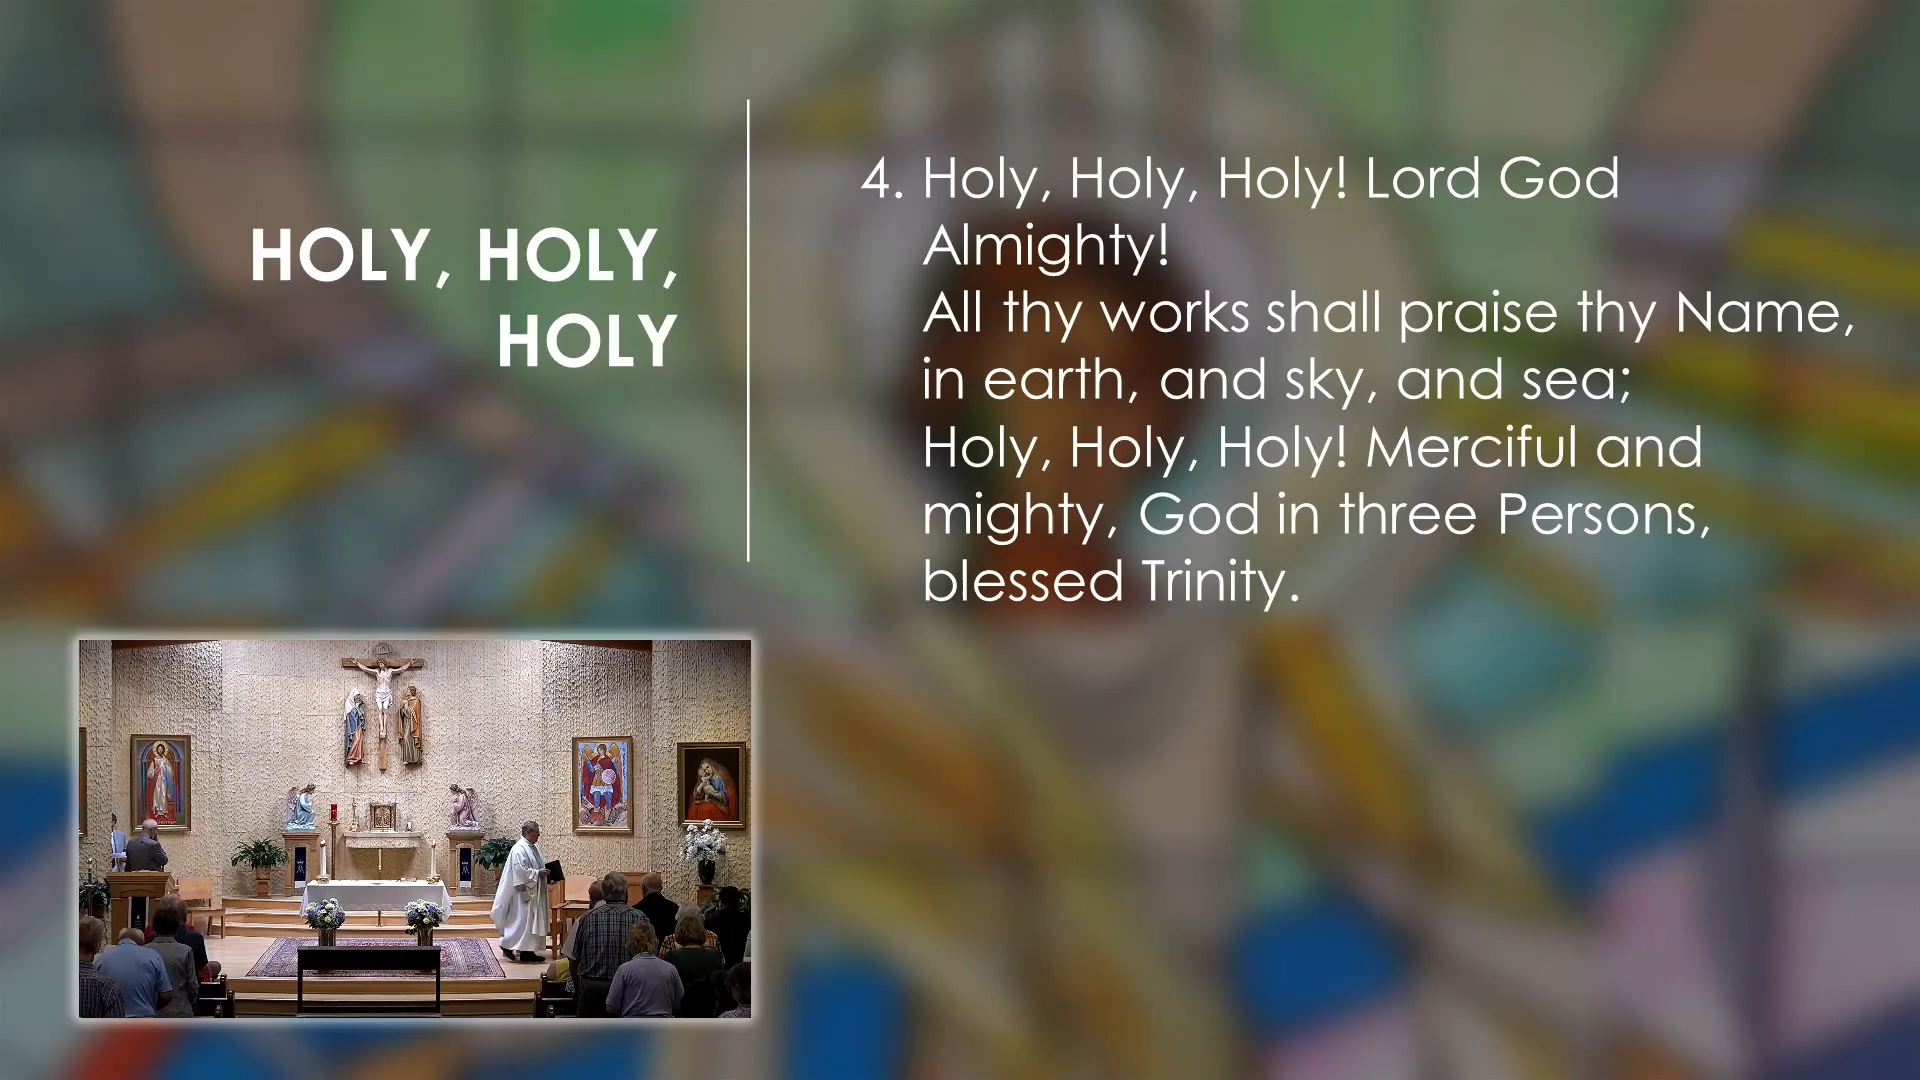 HOLY, HOLY,
HOLY
4. Holy, Holy, Holy! Lord God
Almighty!
All thy works shall praise thy Name,
in earth, and sky, and sea;
Holy, Holy, Holy! Merciful and
mighty, God in three Persons,
blessed Trinity.